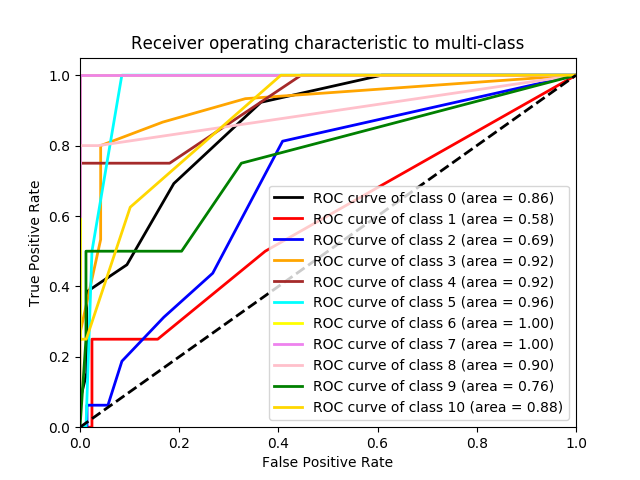 Receiver operating characteristic to multi-class
1.0
0.8
0.6
0.4
0.2
0.0
True Positive Rate
ROC curve of class 0 (area = 0.86)
ROC curve of class 1 (area = 0.58)
ROC curve of class 2 (area = 0.69)
ROC curve of class 3 (area = 0.92)
ROC curve of class 4 (area = 0.92)
ROC curve of class 5 (area = 0.96)
ROC curve of class 6 (area = 1.00)
ROC curve of class 7 (area = 1.00)
ROC curve of class 8 (area = 0.90)
ROC curve of class 9 (area = 0.76)
ROC curve of class 10 (area = 0.88)
0.0 0.2 0.4 0.6 0.8 1.0
False Positive Rate